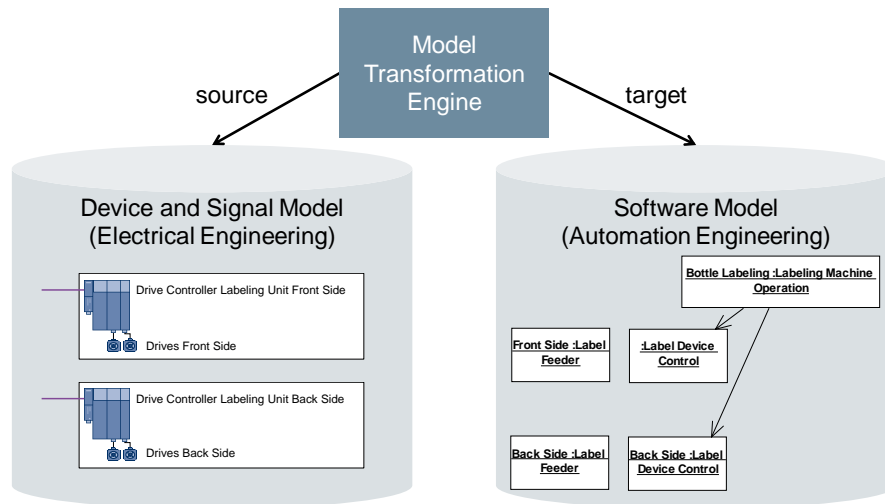 Model
Transformation
Engine
source
target
Device and Signal Model
(Electrical Engineering)
Drive Controller Labeling Unit Front Side
Drives Front Side
Drive Controller Labeling Unit Back Side
Drives Back Side
Software Model
(Automation Engineering)
Bottle Labeling :Labeling Machine
Operation
Front Side :Label
Feeder
:Label Device
Control
Back Side :Label
Feeder
Back Side :Label
Device Control